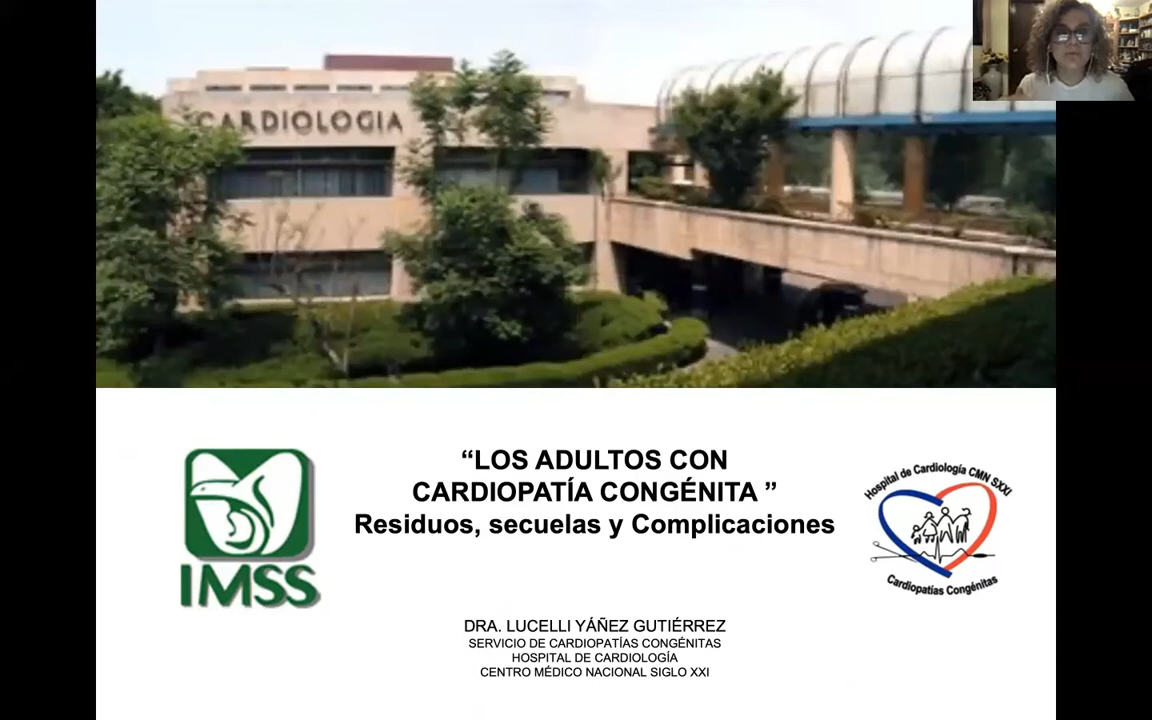 CARDIOLOGIA
“LOS ADULTOS CON
CARDIOPATÍA CONGÉNITA ”
Residuos, secuelas y Complicaciones
IMSS
Hospital de Cardiología CMN SXXI
Cardiopatías Congénitas
DRA. LUCELLI YÁÑEZ GUTIÉRREZ
SERVICIO DE CARDIOPATÍAS CONGÉNITAS
HOSPITAL DE CARDIOLOGÍA
CENTRO MÉDICO NACIONAL SIGLO XXI